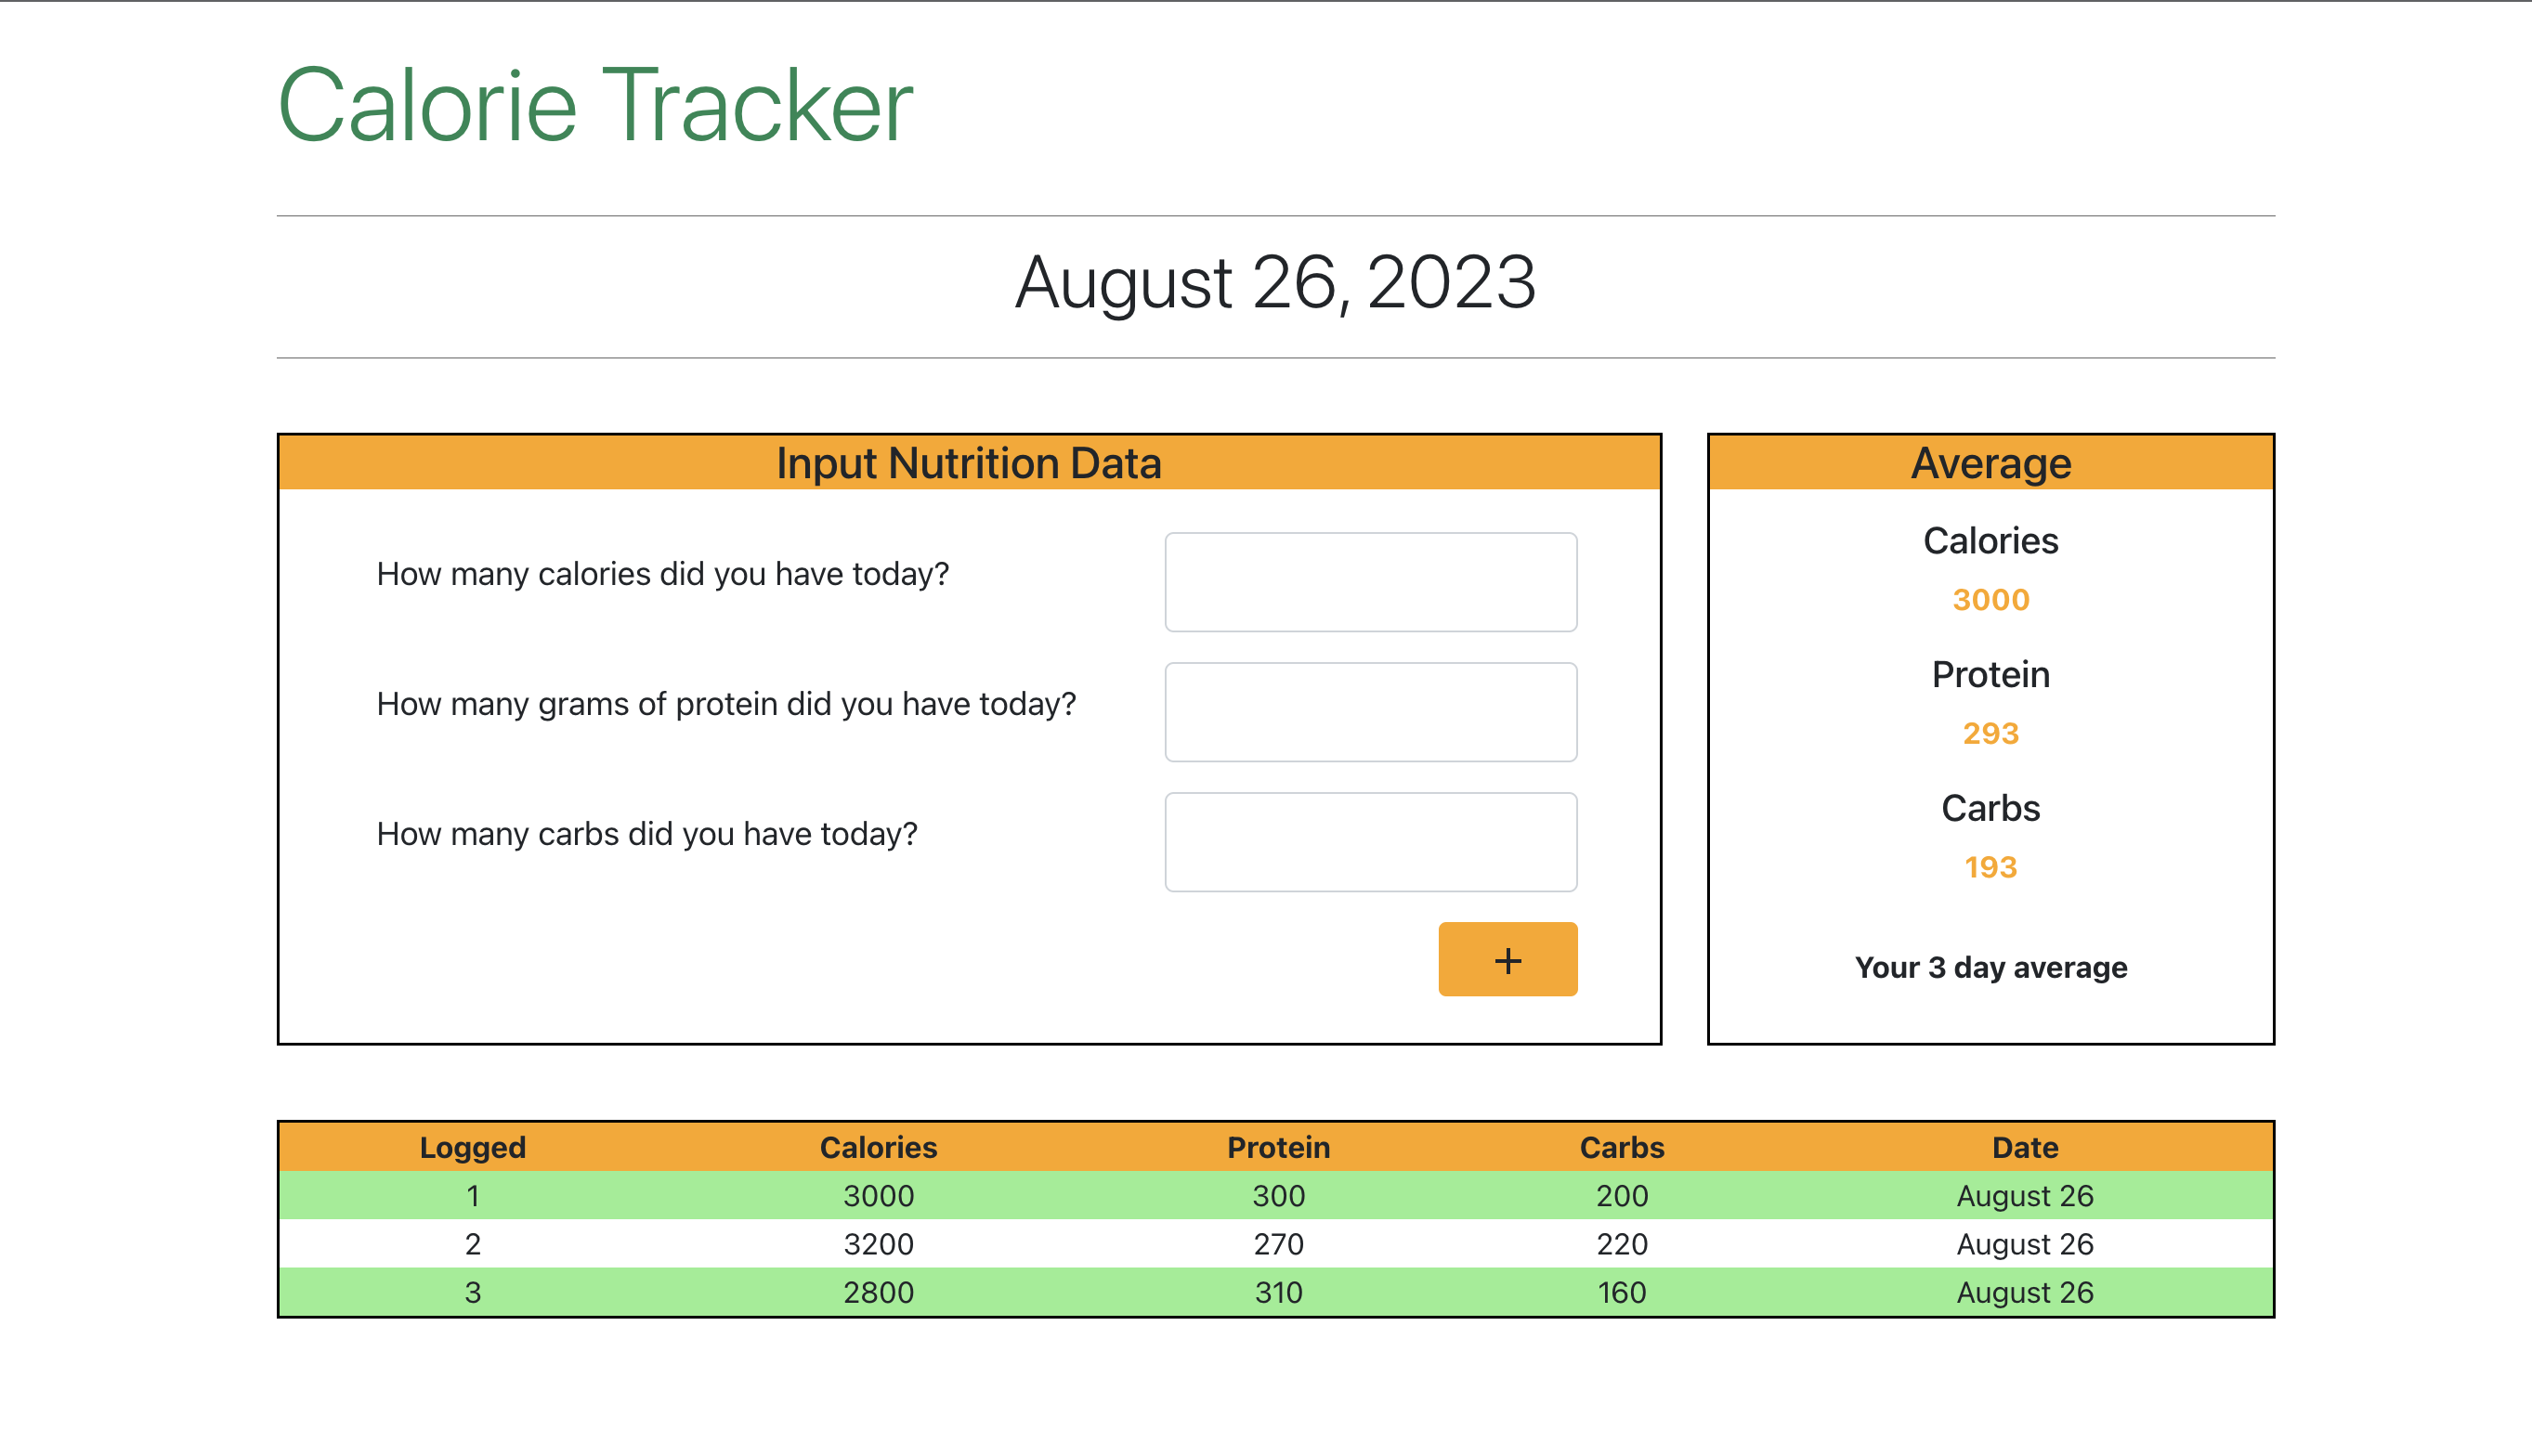 Calorie Tracker
August 26, 2023
Input Nutrition Data
How many calories did you have today?
How many grams of protein did you have today?
How many carbs did you have today?
+
Average
Calories
3000
Protein
293
Carbs
193
Your 3 day average
Logged Calories Protein Carbs Date
1 3000 300 200 August 26
2 3200 270 220 August 26
3 2800 310 160 August 26